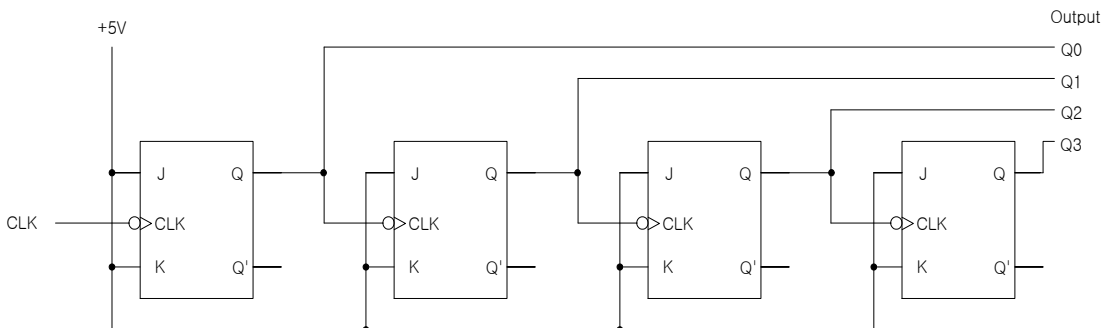 Output
+5V
Q0
Q1
Q2
Q3
J Q J Q J Q J Q
CLK CLK CLK CLK CLK
K Q' K Q' K Q' K Q'